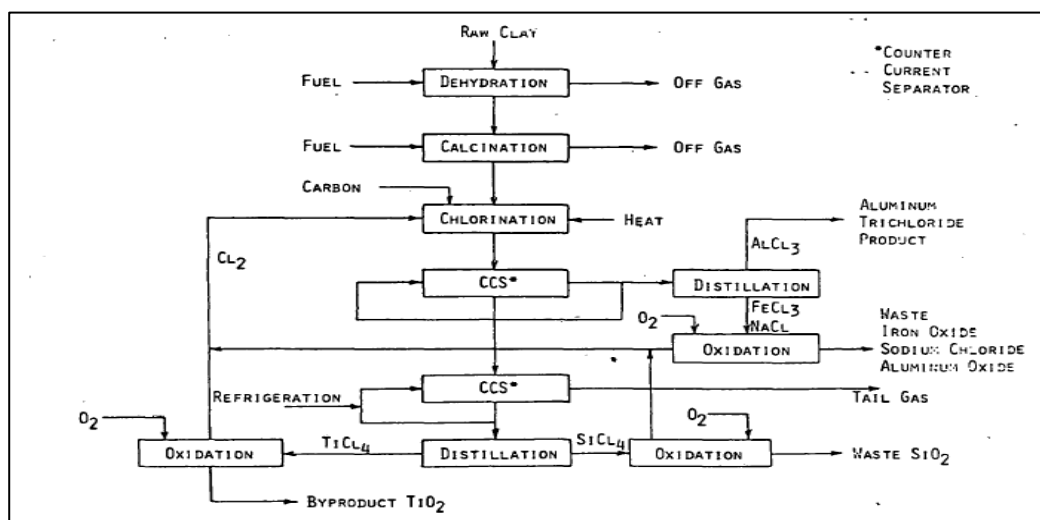 RAW CLAY
*COUNTER
CURRENT
SEPARATOR
FUEL
DEHYDRATION
OFF GAS
FUEL
CALCINATION
OFF GAS
CARBON
CHLORINATION
HEAT
ALUMINUM
TRICHLORIDE
PRODUCT
ALCL3
CL2
CCS*
DISTILLATION
FECL3
NACL
O2
OXIDATION
WASTE
IRON OXIDE
SODIUM CHLORIDE
ALUMINUM OXIDE
CCS*
TAIL GAS
REFRIGERATION
O2
O2
OXIDATION
TICL4
DISTILLATION
SICL4
OXIDATION
WASTE SIO2
BYPRODUCT TIO2